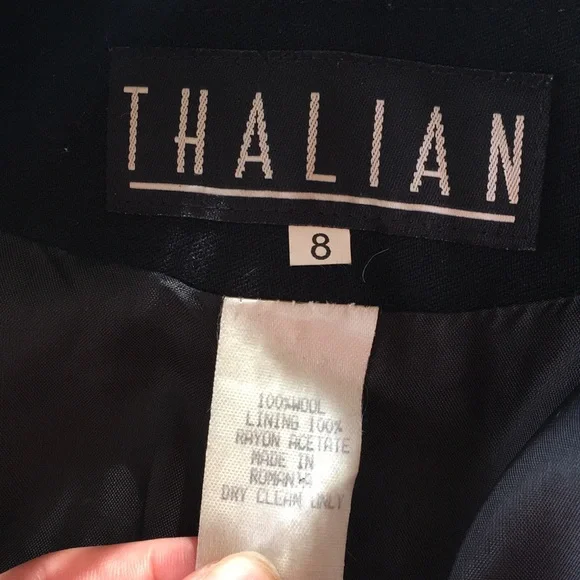 THALIAN
8
100%WOOL
LINING 100%
RAYON ACETATE
MADE IN
ROMANIA
DRY CLEAN ONLY